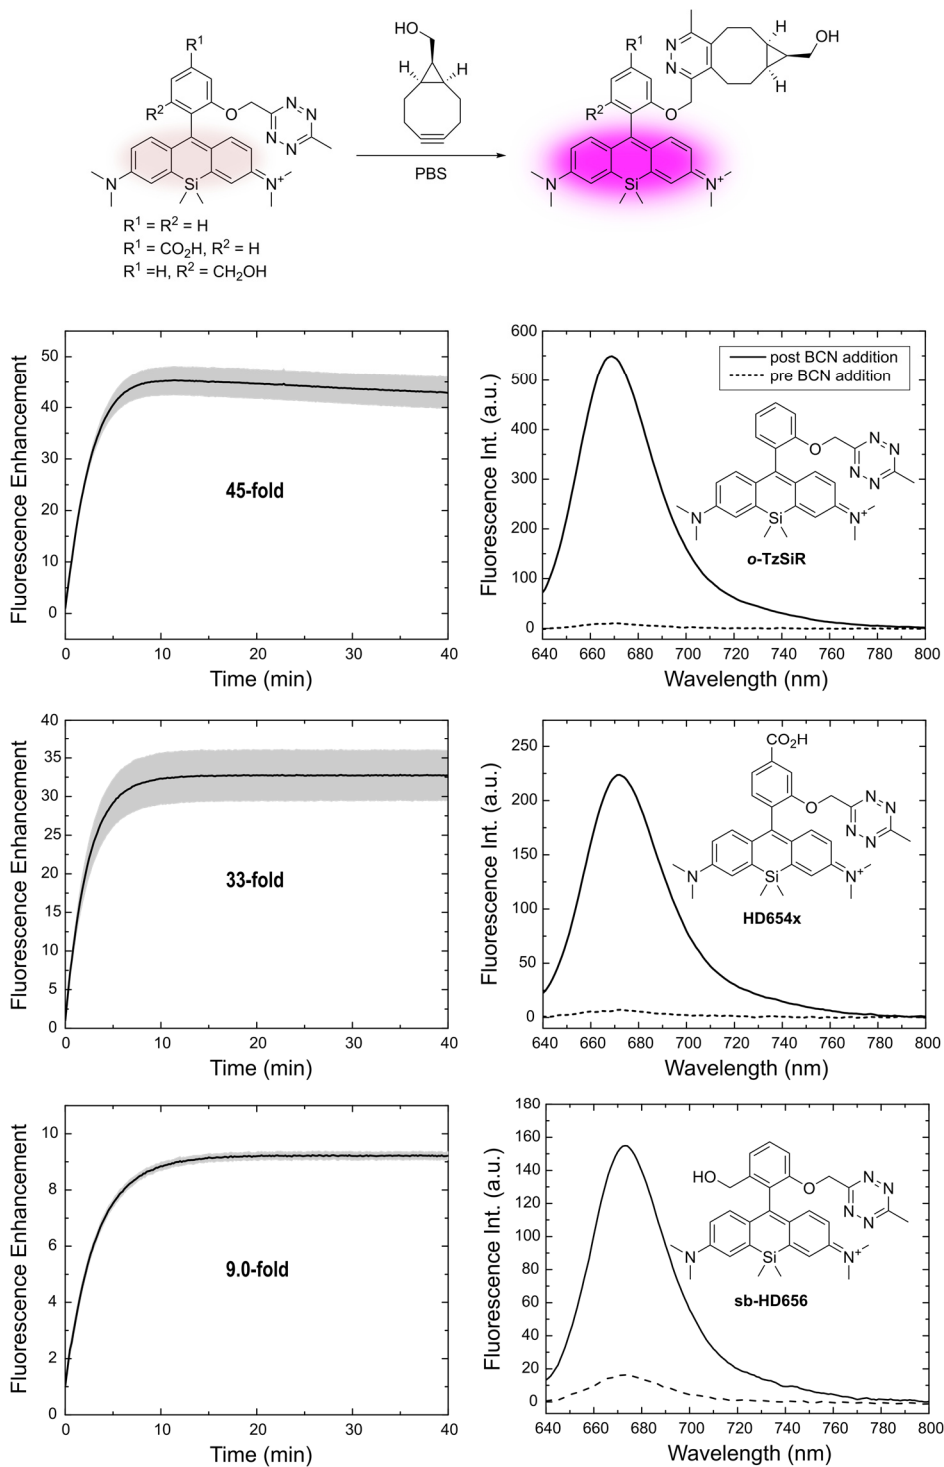 R1
R2
O
N
N
N
N
N
Si
N+
HO
H
H
PBS
R1
R2
O
N
N
H
H
OH
N
Si
N+
R1 = R2 = H
R1 = CO2H, R2 = H
R1 =H, R2 = CH2OH
Fluorescence Enhancement
50
40
30
20
10
0
45-fold
0
10
20
30
40
Time (min)
Fluorescence Int. (a.u.)
600
500
400
300
200
100
0
post BCN addition
pre BCN addition
O
N
N
N
N
N
Si
N+
o-TzSiR
640
660
680
700
720
740
760
780
800
Wavelength (nm)
Fluorescence Enhancement
40
35
30
25
20
15
10
5
0
33-fold
0
10
20
30
40
Time (min)
Fluorescence Int. (a.u.)
250
200
150
100
50
0
CO2H
O
N
N
N
N
N
Si
N+
HD654x
640
660
680
700
720
740
760
780
800
Wavelength (nm)
Fluorescence Enhancement
10
8
6
4
2
0
9.0-fold
0
10
20
30
40
Time (min)
Fluorescence Int. (a.u.)
180
160
140
120
100
80
60
40
20
0
HO
O
N
N
N
N
N
Si
N+
sb-HD656
640
660
680
700
720
740
760
780
800
Wavelength (nm)